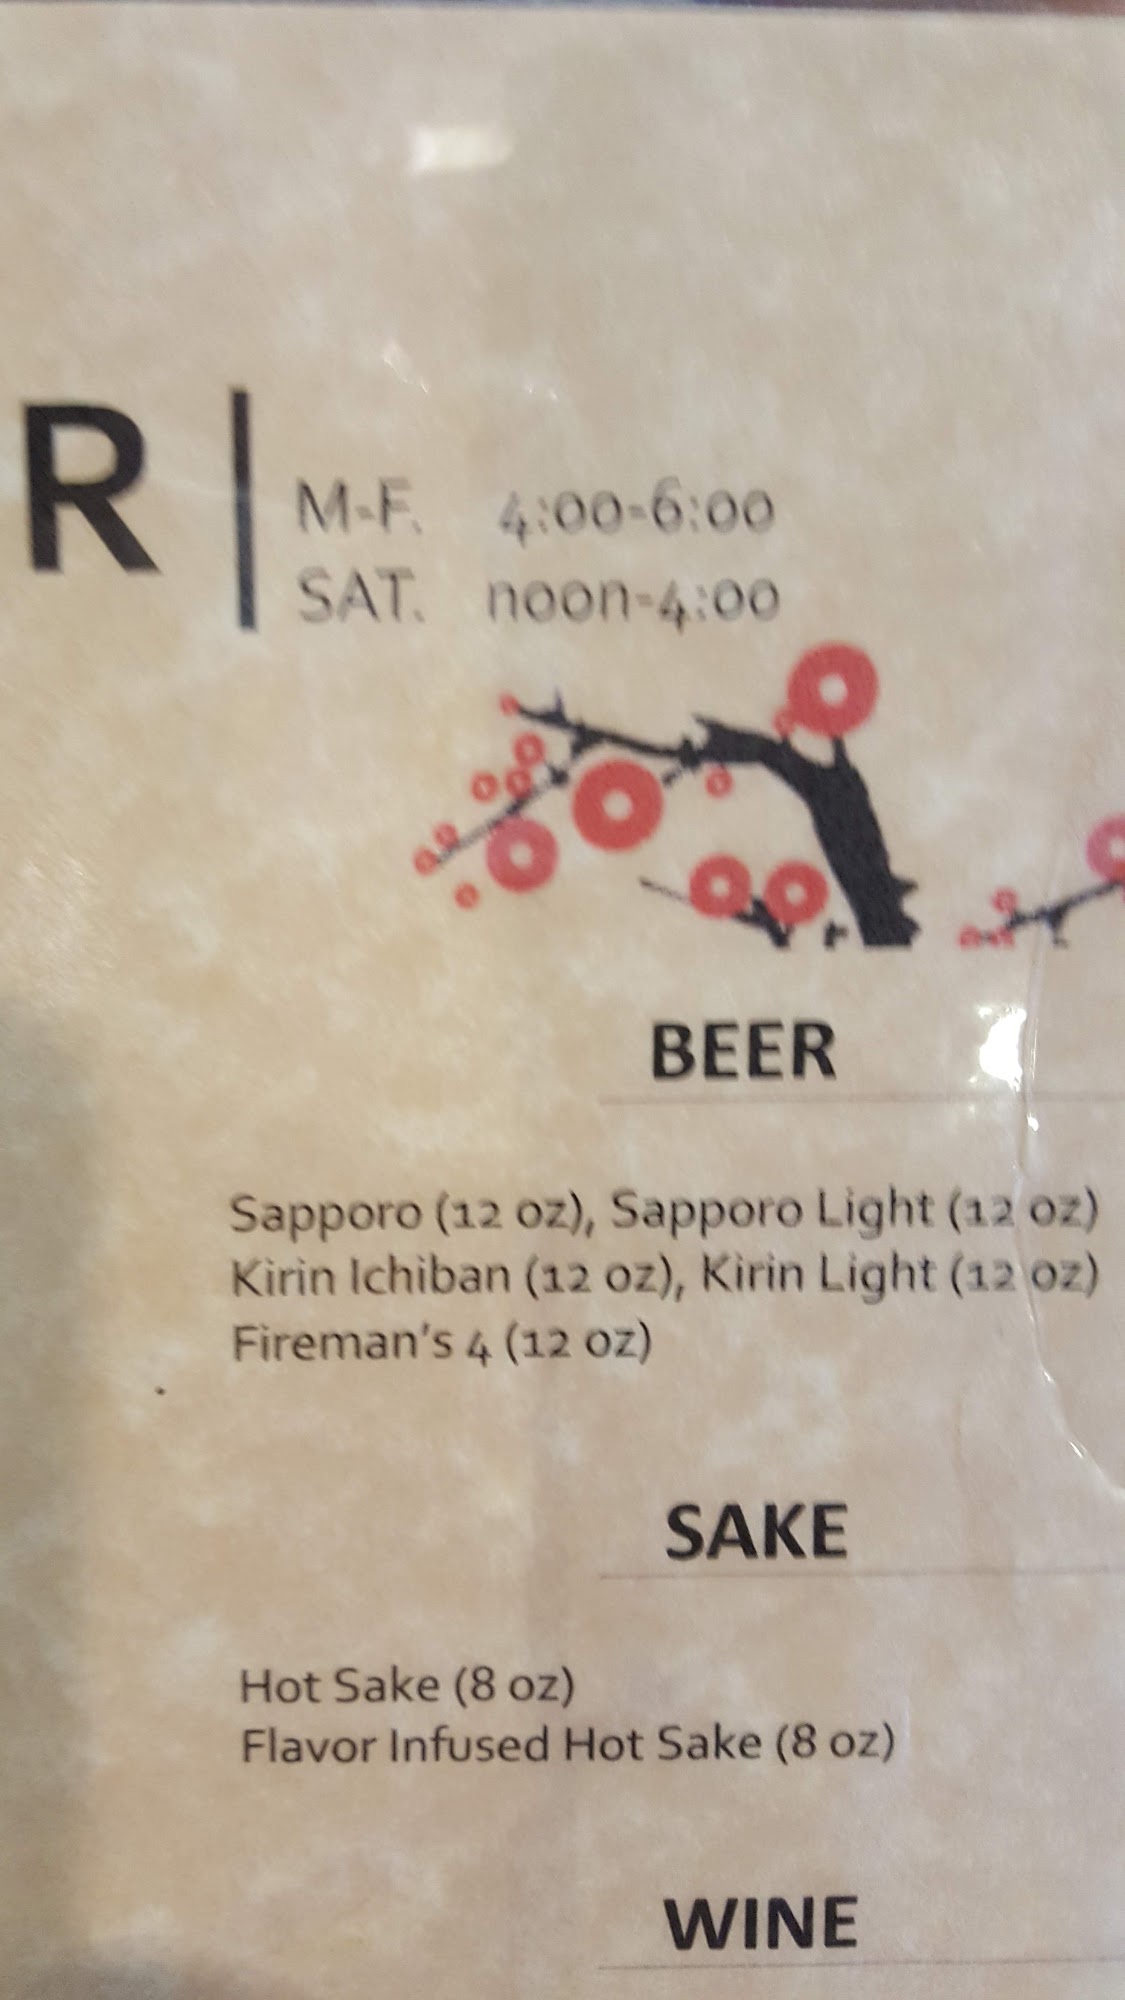 R
M-F. 4:00-6:00
SAT. noon-4:00
BEER
Sapporo (12 oz), Sapporo Light (12 oz)
Kirin Ichiban (12 oz), Kirin Light (12 oz)
Fireman's 4 (12 oz)
SAKE
Hot Sake (8 oz)
Flavor Infused Hot Sake (8 oz)
WINE